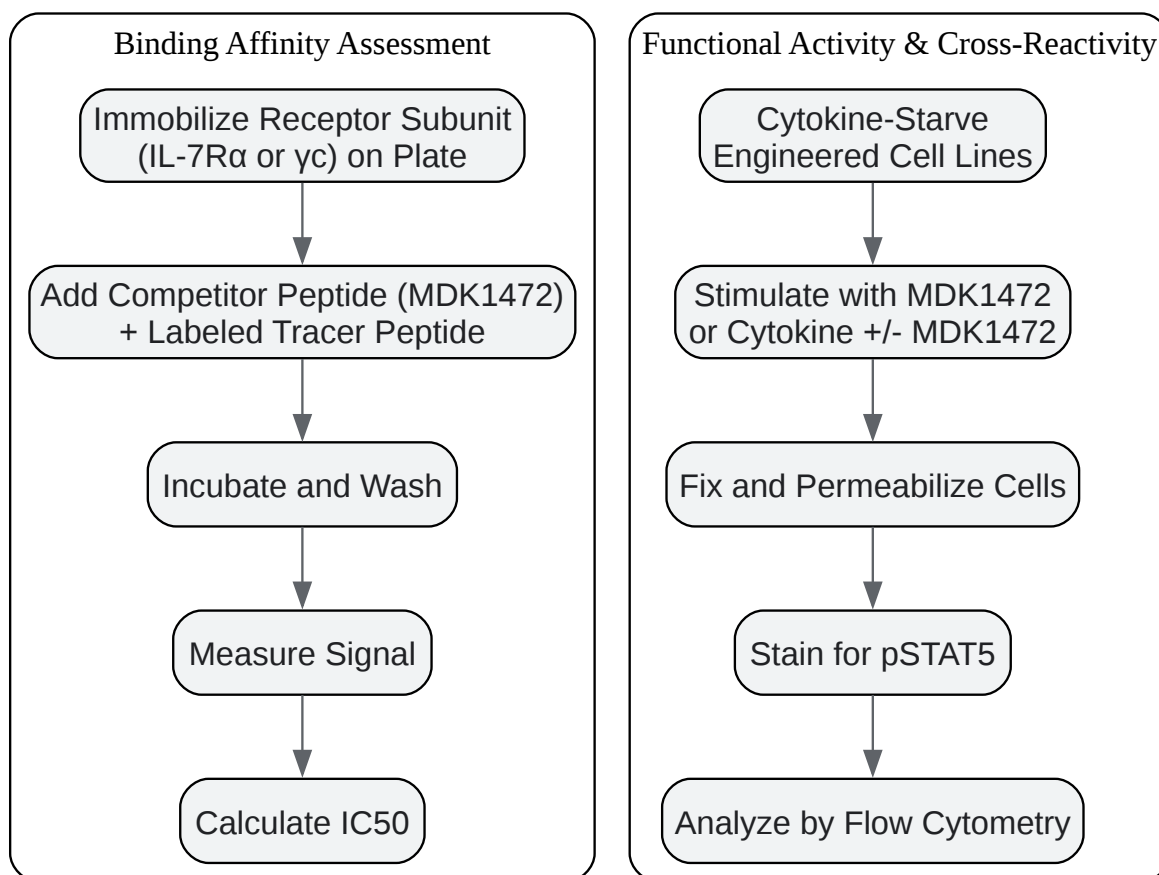 Binding Affinity Assessment
Immobilize Receptor Subunit
(IL-7Rα or γc) on Plate
Add Competitor Peptide (MDK1472)
+ Labeled Tracer Peptide
Incubate and Wash
Measure Signal
Calculate IC50
Functional Activity & Cross-Reactivity
Cytokine-Starve
Engineered Cell Lines
Stimulate with MDK1472
or Cytokine +/- MDK1472
Fix and Permeabilize Cells
Stain for pSTAT5
Analyze by Flow Cytometry